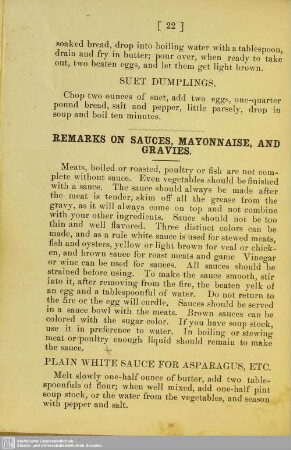 [ 22 ]
soaked bread, drop into boiling water with a tablespoon,
drain and fry in butter; pour over, when ready to take
out, two beaten eggs, and let them get light brown.
SUET DUMPLINGS.
Chop two ounces of suet, add two eggs, one-quarter
pound bread, salt and pepper, little parsely, drop in
soup and boil ten minutes.
REMARKS ON SAUCES, MAYONNAISE, AND
GRAVIES.
Meats, boiled or roasted, poultry or fish are not com-
plete without sauce. Even vegetables should be finished
with a sauce. The sauce should always be made after
the meat is tender, skim off all the grease from the
gravy, as it will always come on top and not combine
with your other ingredients. Sauce should not be too
thin and well flavored. Three distinct colors can be
made, and as a rule white sauce is used for stewed meats,
fish and oysters, yellow or light brown for veal or chick-
en, and brown sauce for roast meats and game Vinegar
or wine can be used for sauces. All sauces should be
strained before using. To make the sauce smooth, stir
into it, after removing from the fire, the beaten yelk of
an egg and a tablespoonful of water. Do not return to
the fire or the egg will curdle. Sauces should be served
in a sauce bowl with the meats. Brown sauces can be
colored with the sugar color. If you have soup stock,
use it in preference to water. In boiling or stewing
meat or poultry enough liquid should remain to make
the sauce.
PLAIN WHITE SAUCE FOR ASPARAGUS, ETC.
Melt slowly one-half ounce of butter, add two table-
spoonfuls of flour; when well mixed, add one-half pint
soup stock, or the water from the vegetables, and season
with pepper and salt.